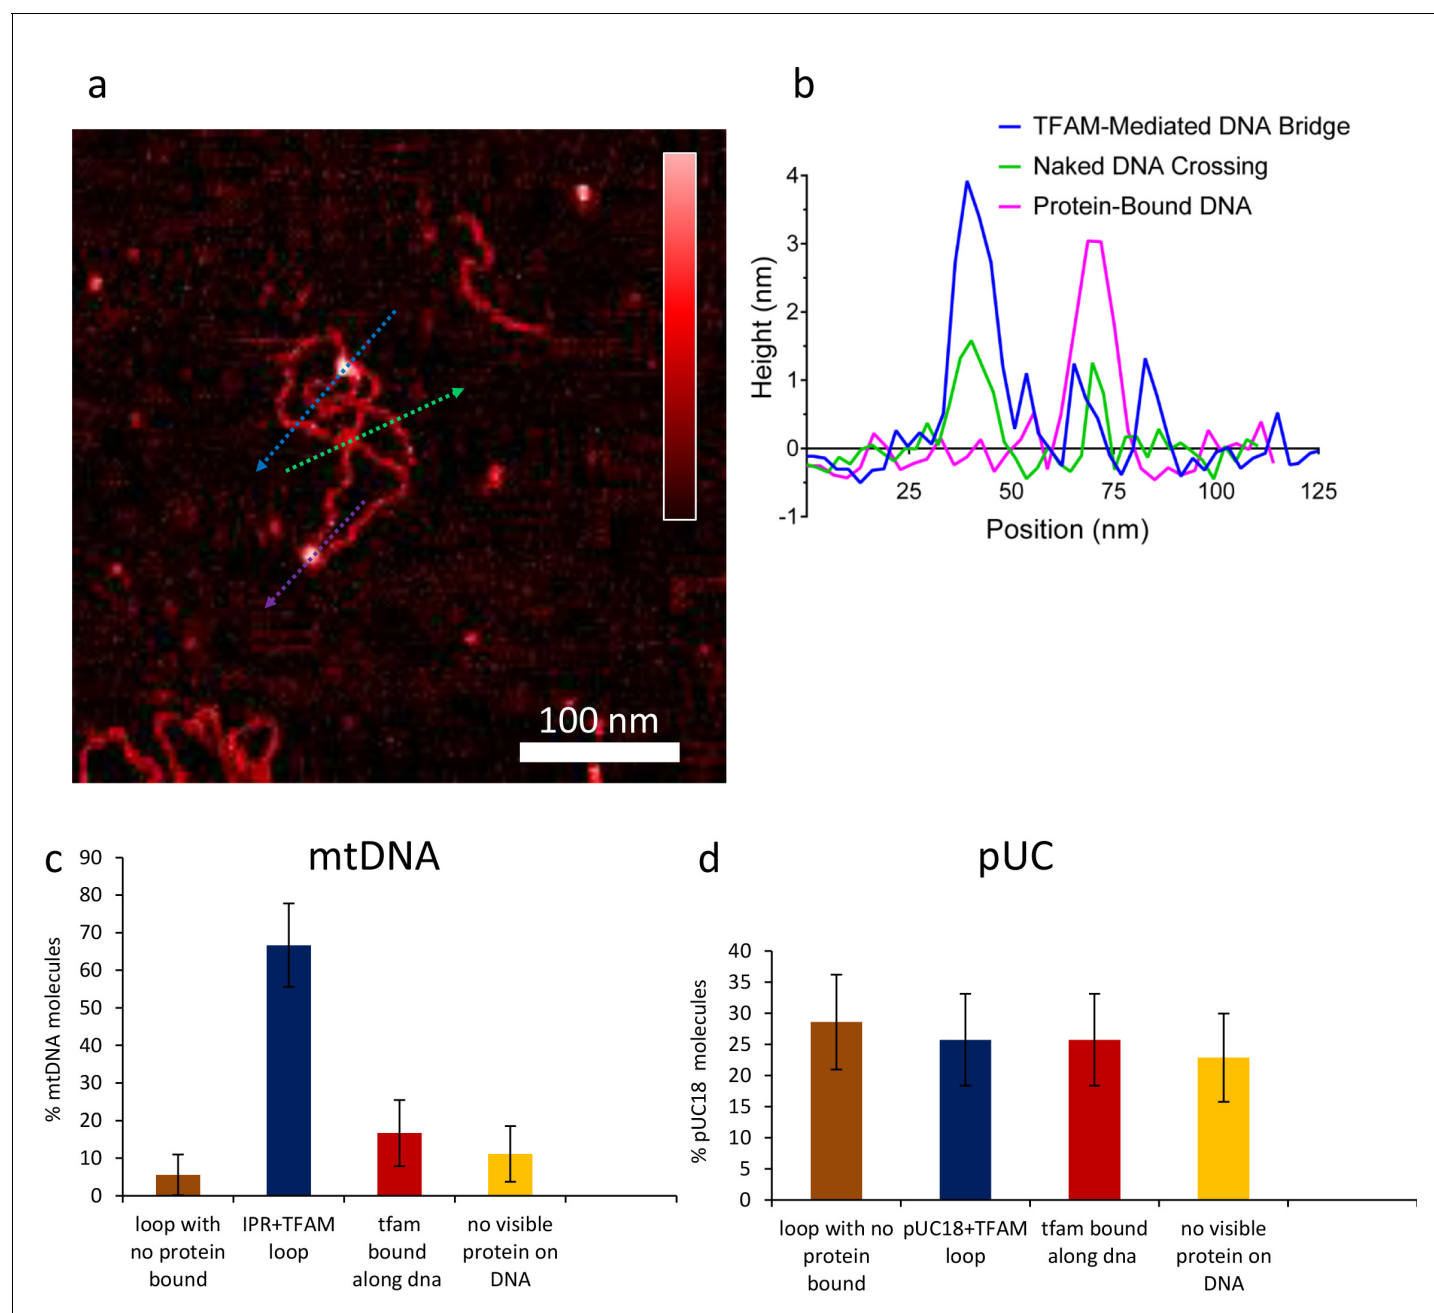 a
100 nm
b
TFAM-Mediated DNA Bridge
Naked DNA Crossing
Protein-Bound DNA
Height (nm)
4
3
2
1
0
-1
25
50
75
100
125
Position (nm)
c
mtDNA
% mtDNA molecules
90
80
70
60
50
40
30
20
10
0
loop with
no protein
bound
IPR+TFAM
loop
tfam
bound
along dna
no visible
protein on
DNA
d
pUC
% pUC18 molecules
40
35
30
25
20
15
10
5
0
loop with no
protein
bound
pUC18+TFAM
loop
tfam bound
along dna
no visible
protein on
DNA